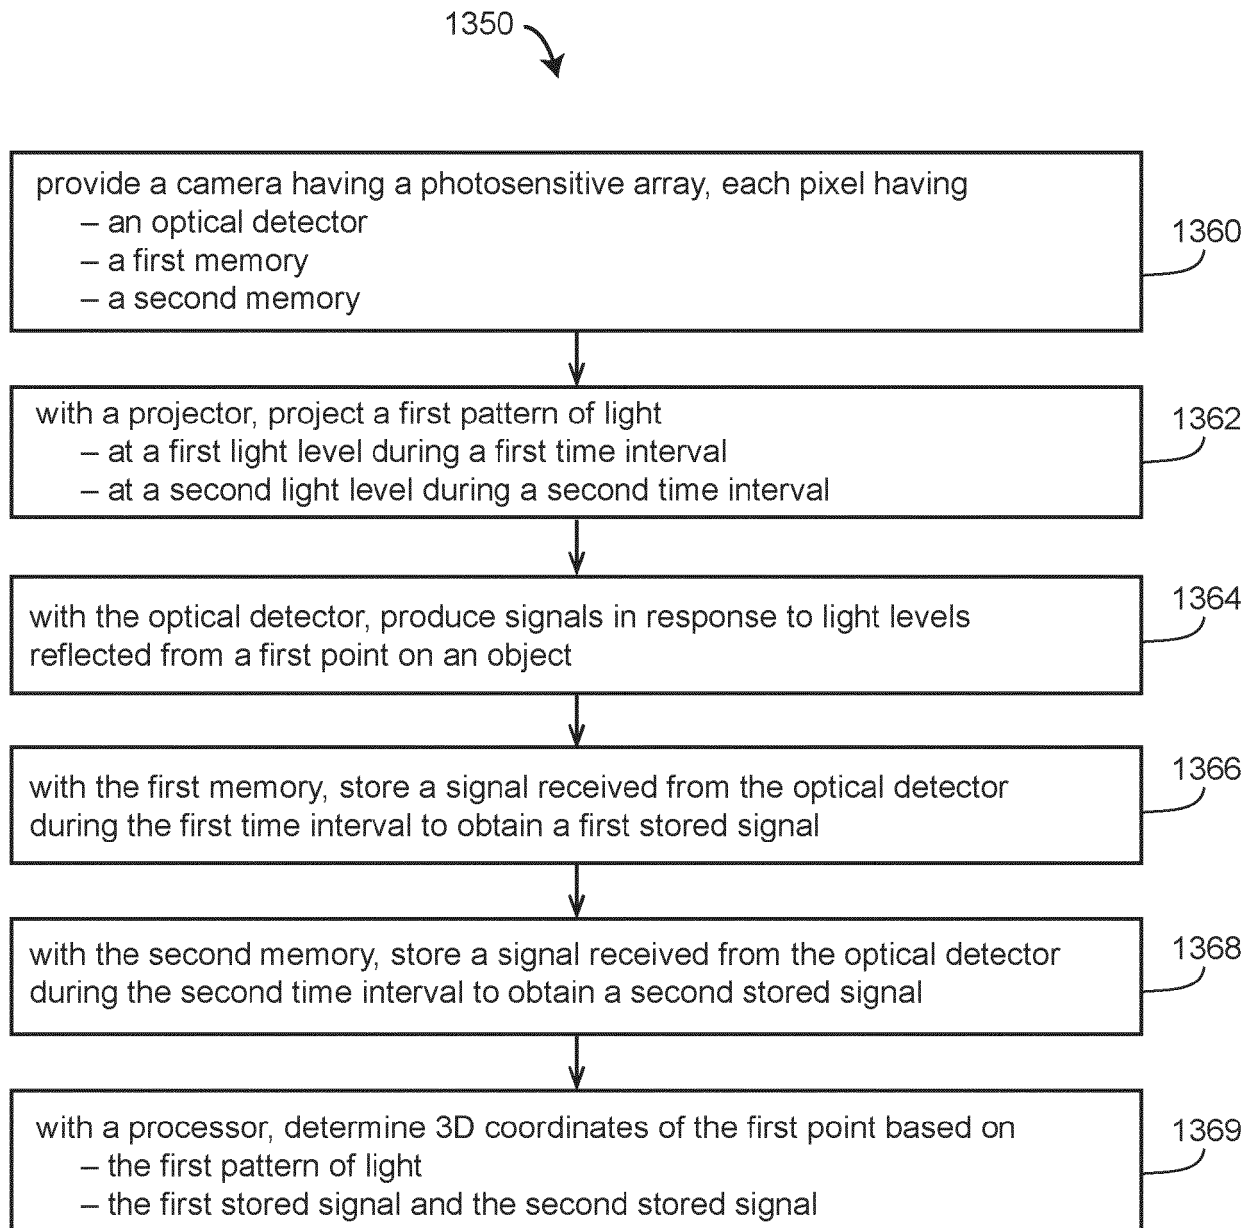 1350
provide a camera having a photosensitive array, each pixel having
– an optical detector
– a first memory
– a second memory
1360
with a projector, project a first pattern of light
– at a first light level during a first time interval
– at a second light level during a second time interval
1362
with the optical detector, produce signals in response to light levels
reflected from a first point on an object
1364
with the first memory, store a signal received from the optical detector
during the first time interval to obtain a first stored signal
1366
with the second memory, store a signal received from the optical detector
during the second time interval to obtain a second stored signal
1368
with a processor, determine 3D coordinates of the first point based on
– the first pattern of light
– the first stored signal and the second stored signal
1369